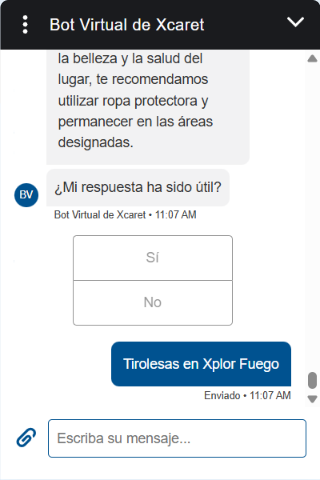 Bot Virtual de Xcaret
la belleza y la salud del
lugar, te recomendamos
utilizar ropa protectora y
permanecer en las áreas
designadas.
¿Mi respuesta ha sido útil?
BV
Bot Virtual de Xcaret • 11:07 AM
Sí
No
Tirolesas en Xplor Fuego
Enviado • 11:07 AM
Escriba su mensaje...